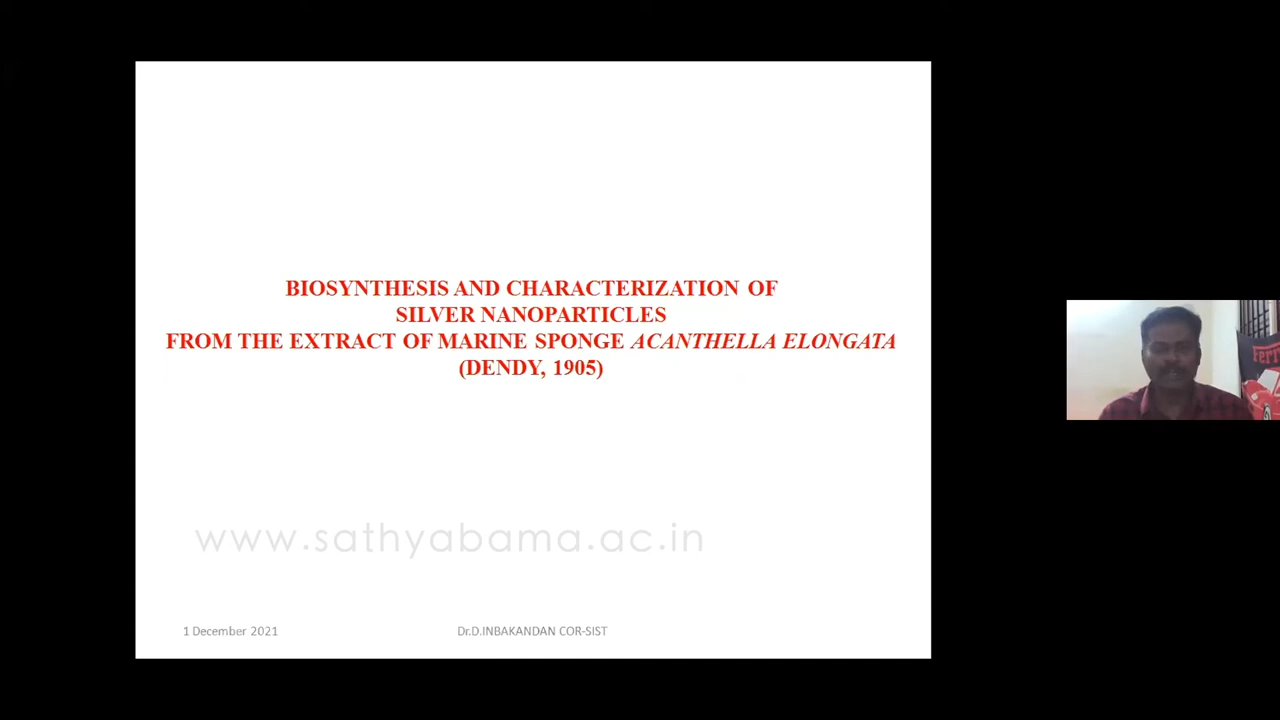 BIOSYNTHESIS AND CHARACTERIZATION OF
SILVER NANOPARTICLES
FROM THE EXTRACT OF MARINE SPONGE ACANTHELLA ELONGATA
(DENDY, 1905)
www.sathyabama.ac.in
1 December 2021
Dr.D.INBAKANDAN COR-SIST